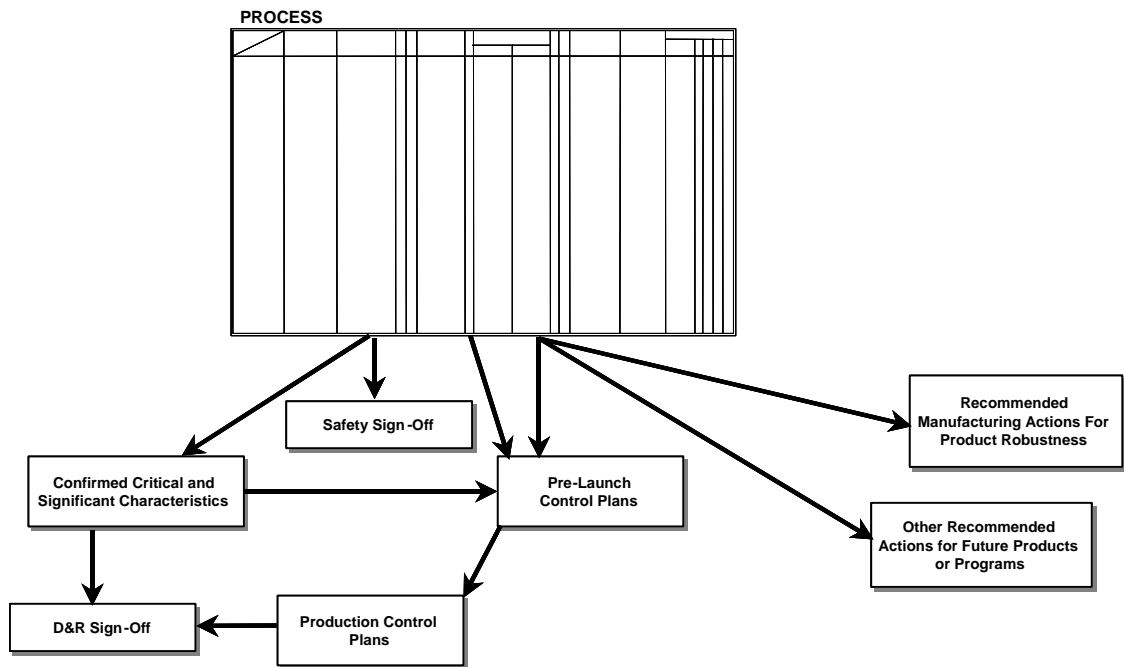 PROCESS
Safety Sign-Off
Recommended
Manufacturing Actions For
Product Robustness
Confirmed Critical and
Significant Characteristics
Pre-Launch
Control Plans
Other Recommended
Actions for Future Products
or Programs
D&R Sign-Off
Production Control
Plans